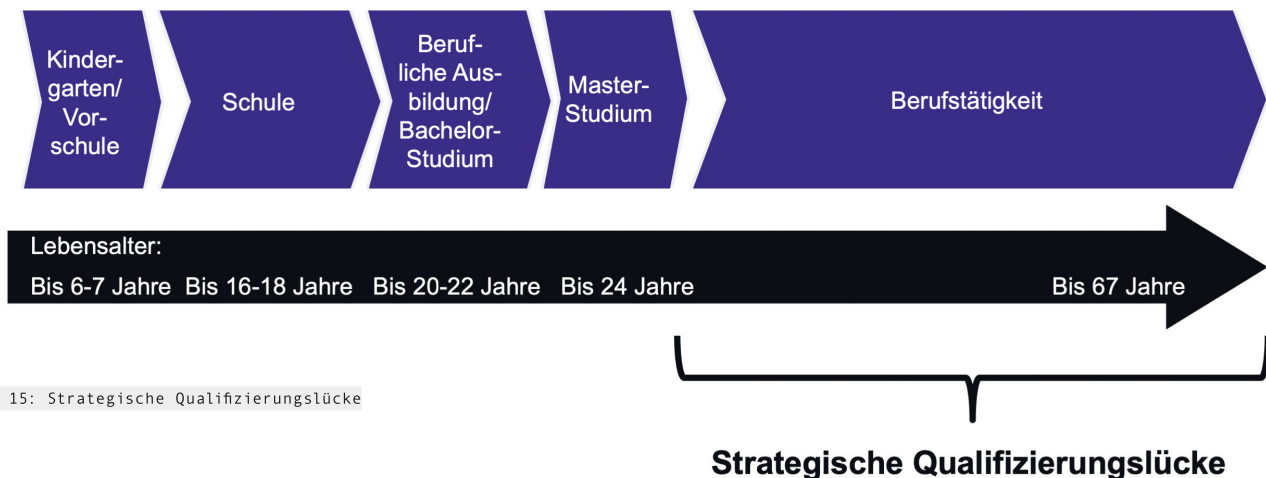 Kinder-
garten/
Vor-
schule
Schule
Beruf-
liche Aus-
bildung/
Bachelor-
Studium
Master-
Studium
Berufstätigkeit
Lebensalter:
Bis 6-7 Jahre Bis 16-18 Jahre Bis 20-22 Jahre Bis 24 Jahre Bis 67 Jahre
15: Strategische Qualifizierungslücke
Strategische Qualifizierungslücke